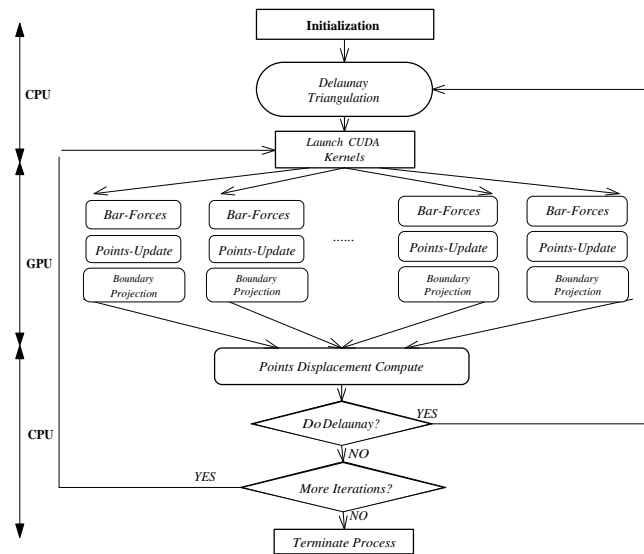 Initialization
CPU
Delaunay
Triangulation
Launch CUDA
Kernels
GPU
Bar-Forces
Points-Update
Boundary
Projection
Bar-Forces
Points-Update
Boundary
Projection
......
Bar-Forces
Points-Update
Boundary
Projection
Bar-Forces
Points-Update
Boundary
Projection
Points Displacement Compute
CPU
Do Delaunay?
YES
NO
More Iterations?
YES
NO
Terminate Process